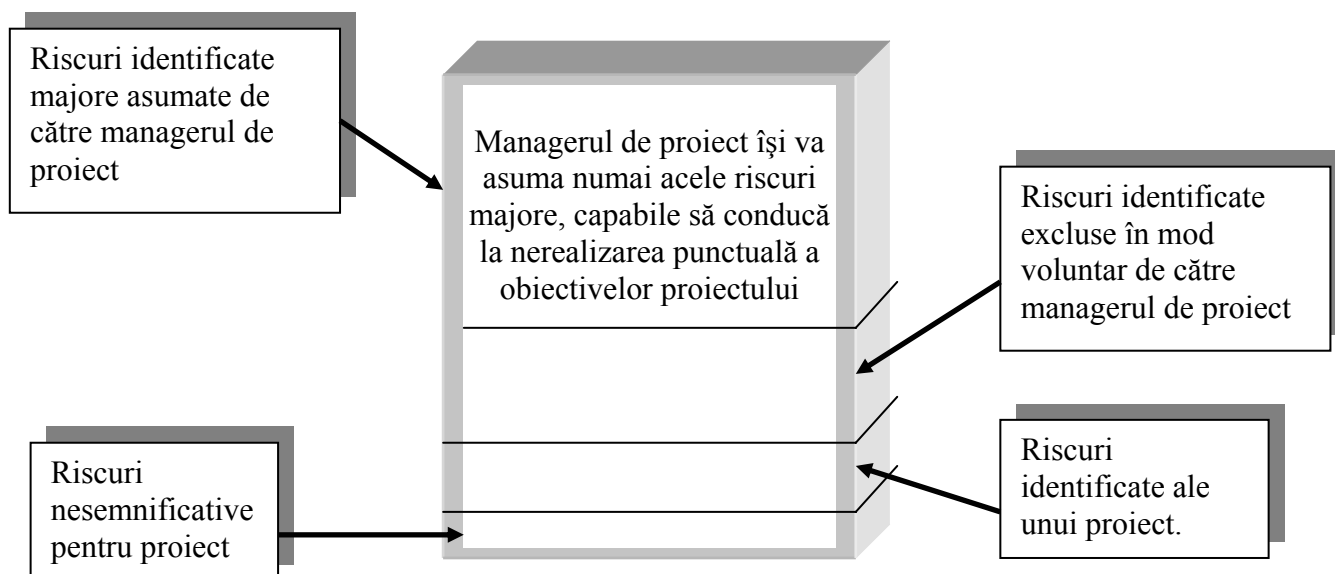 Riscuri identificate
majore asumate de
către managerul de
proiect
Managerul de proiect îşi va
asuma numai acele riscuri
majore, capabile să conducă
la nerealizarea punctuală a
obiectivelor proiectului
Riscuri identificate
excluse în mod
voluntar de către
managerul de proiect
Riscuri
nesemnificative
pentru proiect
Riscuri
identificate ale
unui proiect.